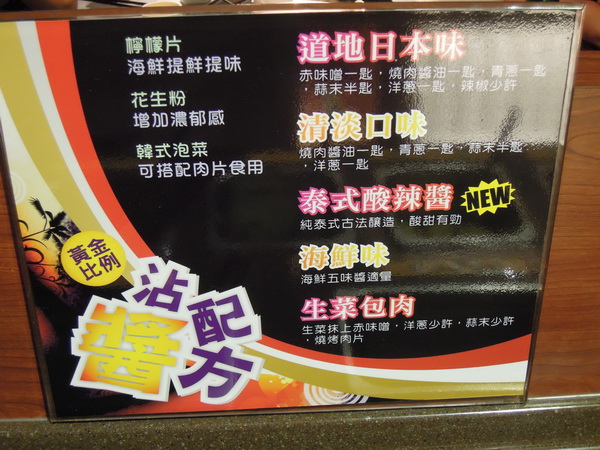 檸檬片
海鮮提鮮提味
花生粉
增加濃郁感
韓式泡菜
可搭配肉片食用
黃金
比例
沾醬配方
道地日本味
赤味噌一匙，燒肉醬油一匙，青蔥一匙
，蒜末半匙，洋蔥一匙，辣椒少許
清淡口味
燒肉醬油一匙，青蔥一匙，蒜末半匙
，洋蔥一匙
泰式酸辣醬 NEW
純泰式古法釀造，酸甜有勁
海鮮味
海鮮五味醬適量
生菜包肉
生菜抹上赤味噌，洋蔥少許，蒜末少許
，燒烤肉片